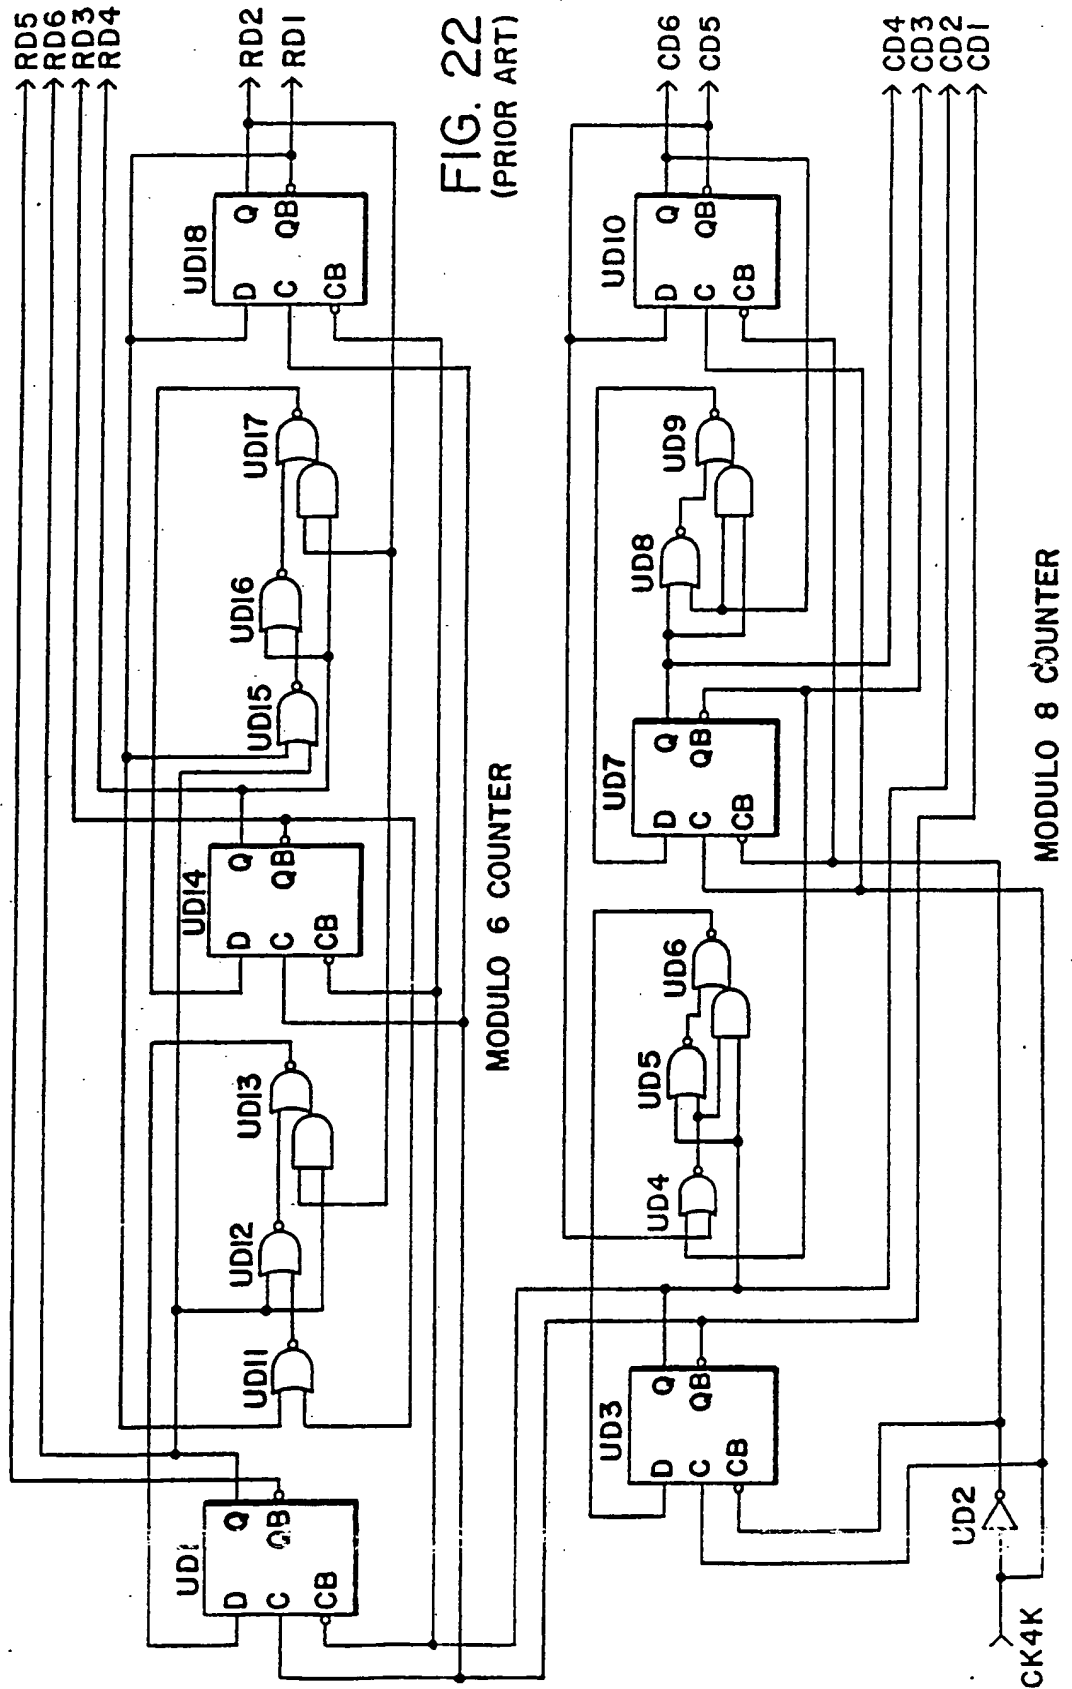 RD5
RD6
RD3
RD4
RD2
RD1
FIG. 22
(PRIOR ART)
CD6
CD5
CD4
CD3
CD2
CD1
UD18
Q
QB
D
C
CB
UD10
Q
QB
D
C
CB
UD17
UD16
UD15
UD9
UD8
UD14
Q
QB
D
C
CB
UD7
Q
QB
D
C
CB
MODULO 6 COUNTER
MODULO 8 COUNTER
UD13
UD12
UD11
UD6
UD5
UD4
UD1
Q
QB
D
C
CB
UD3
Q
QB
D
C
CB
UD2
CK4K